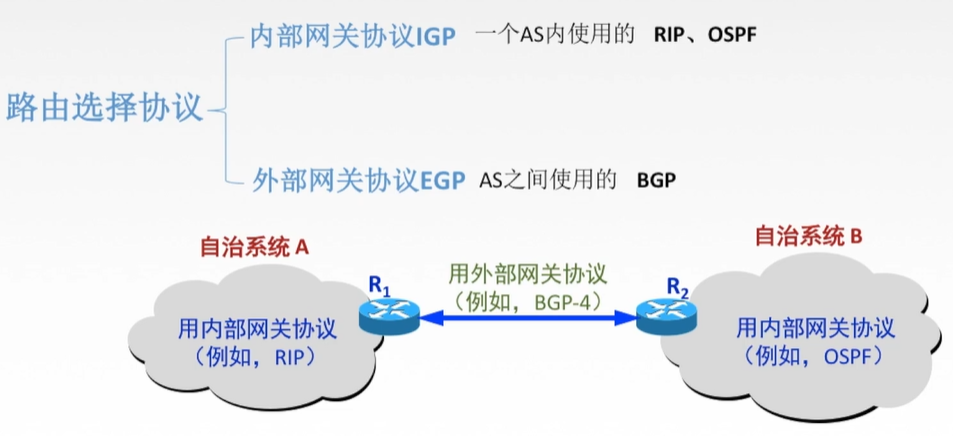 内部网关协议IGP 一个AS内使用的 RIP、OSPF
路由选择协议
外部网关协议EGP AS之间使用的 BGP
自治系统 A
自治系统 B
用外部网关协议
（例如，BGP-4）
R1
R2
用内部网关协议
（例如，RIP）
用内部网关协议
（例如，OSPF）